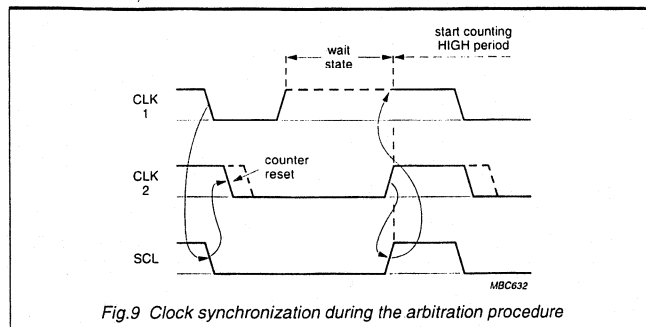 start counting
HIGH period
wait
state
CLK
1
counter
reset
CLK
2
SCL
MBC632
Fig.9 Clock synchronization during the arbitration procedure